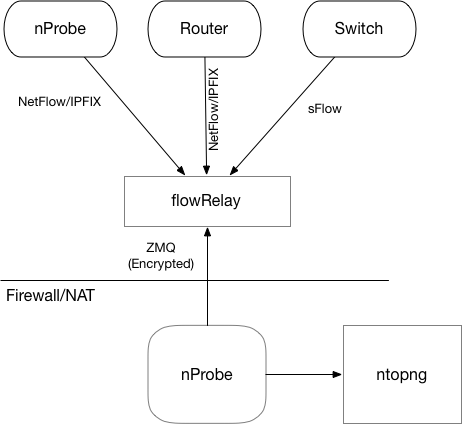 nProbe
Router
Switch
NetFlow/IPFIX
NetFlow/IPFIX
sFlow
flowRelay
ZMQ
(Encrypted)
Firewall/NAT
nProbe
ntopng